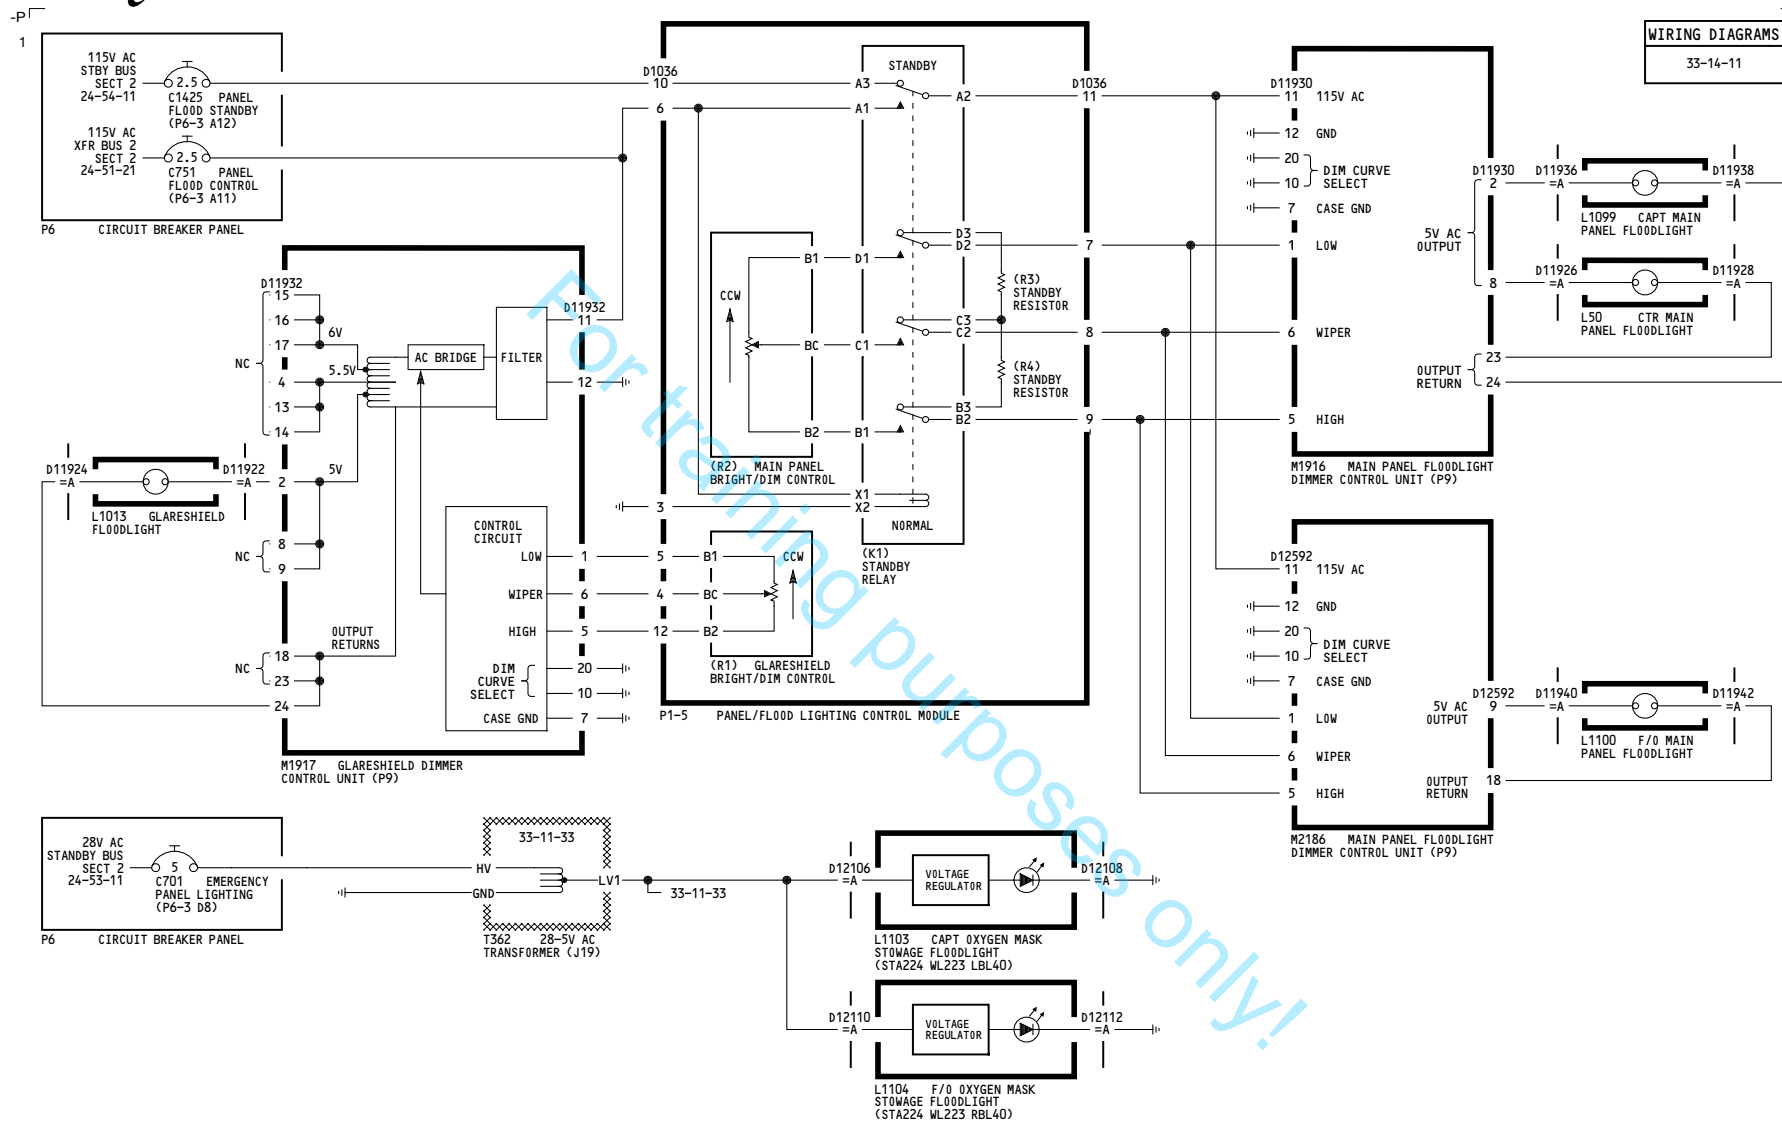 -P
1
WIRING DIAGRAMS
33-14-11
115V AC
STBY BUS
SECT 2
24-54-11
2.5
C1425 PANEL
FLOOD STANDBY
(P6-3 A12)
115V AC
XFR BUS 2
SECT 2
24-51-21
2.5
C751 PANEL
FLOOD CONTROL
(P6-3 A11)
P6 CIRCUIT BREAKER PANEL
D11932
15
16
17
NC
4
13
14
6V
5.5V
AC BRIDGE
FILTER
D11932
11
12
D11924
=A
D11922
=A
2
5V
L1013 GLARESHIELD
FLOODLIGHT
NC
8
9
CONTROL
CIRCUIT
LOW
1
WIPER
6
HIGH
5
DIM
CURVE
SELECT
20
10
CASE GND
7
OUTPUT
RETURNS
NC
18
23
24
M1917 GLARESHIELD DIMMER
CONTROL UNIT (P9)
D1036
10
6
STANDBY
A3
A1
A2
D1036
11
B1
D1
D3
D2
7
CCW
(R3)
STANDBY
RESISTOR
BC
C1
C3
C2
8
(R4)
STANDBY
RESISTOR
B2
B1
B3
B2
9
(R2) MAIN PANEL
BRIGHT/DIM CONTROL
X1
X2
3
NORMAL
(K1)
STANDBY
RELAY
5
B1
CCW
4
BC
12
B2
(R1) GLARESHIELD
BRIGHT/DIM CONTROL
P1-5 PANEL/FLOOD LIGHTING CONTROL MODULE
D11930
11 115V AC
12 GND
20
10
DIM CURVE
SELECT
7 CASE GND
1 LOW
6 WIPER
5 HIGH
5V AC
OUTPUT
D11930
2
8
OUTPUT
RETURN
23
24
M1916 MAIN PANEL FLOODLIGHT
DIMMER CONTROL UNIT (P9)
D11936
=A
D11938
=A
L1099 CAPT MAIN
PANEL FLOODLIGHT
D11926
=A
D11928
=A
L50 CTR MAIN
PANEL FLOODLIGHT
D12592
11 115V AC
12 GND
20
10
DIM CURVE
SELECT
7 CASE GND
1 LOW
6 WIPER
5 HIGH
5V AC
OUTPUT
D12592
9
OUTPUT
RETURN
18
M2186 MAIN PANEL FLOODLIGHT
DIMMER CONTROL UNIT (P9)
D11940
=A
D11942
=A
L1100 F/O MAIN
PANEL FLOODLIGHT
28V AC
STANDBY BUS
SECT 2
24-53-11
5
C701 EMERGENCY
PANEL LIGHTING
(P6-3 D8)
P6 CIRCUIT BREAKER PANEL
33-11-33
HV
GND
LV1
33-11-33
T362 28-5V AC
TRANSFORMER (J19)
D12106
=A
VOLTAGE
REGULATOR
D12108
=A
L1103 CAPT OXYGEN MASK
STOWAGE FLOODLIGHT
(STA224 WL223 LBL40)
D12110
=A
VOLTAGE
REGULATOR
D12112
=A
L1104 F/O OXYGEN MASK
STOWAGE FLOODLIGHT
(STA224 WL223 RBL40)
For training purposes only!